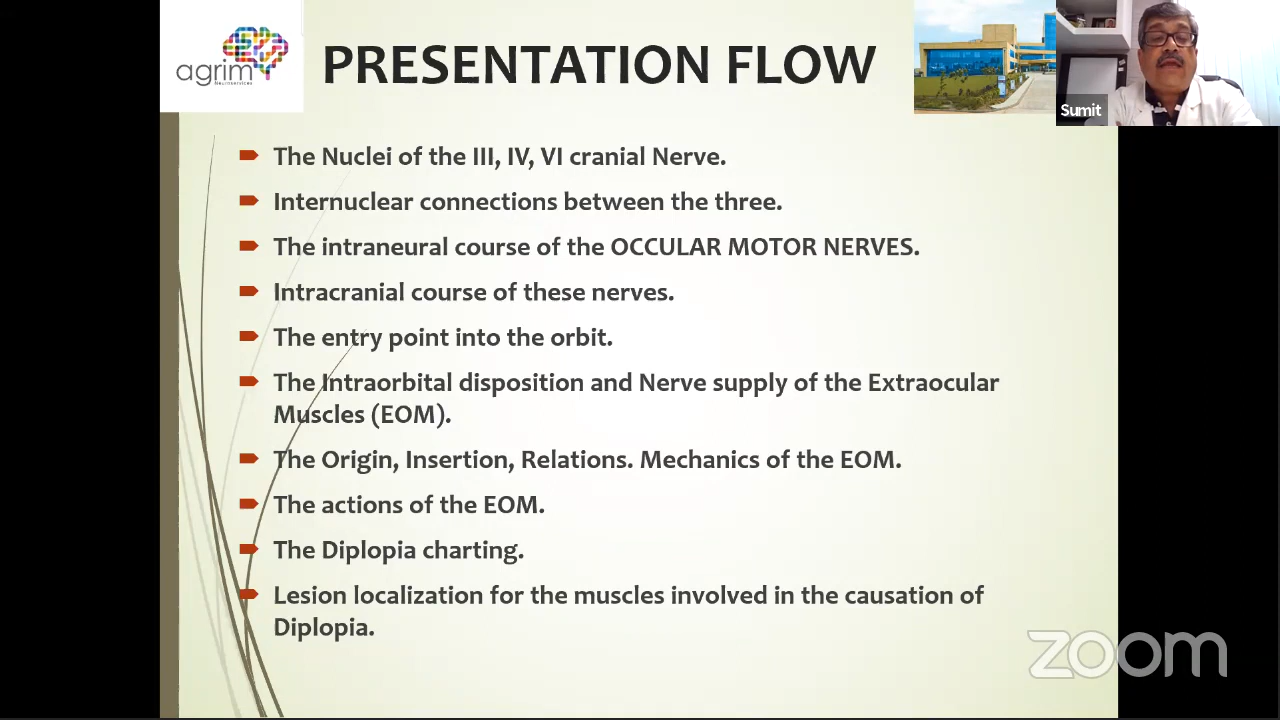 agrim
Neurosciences
PRESENTATION FLOW
Sumit
The Nuclei of the III, IV, VI cranial Nerve.
Internuclear connections between the three.
The intraneural course of the OCCULAR MOTOR NERVES.
Intracranial course of these nerves.
The entry point into the orbit.
The Intraorbital disposition and Nerve supply of the Extraocular
Muscles (EOM).
The Origin, Insertion, Relations. Mechanics of the EOM.
The actions of the EOM.
The Diplopia charting.
Lesion localization for the muscles involved in the causation of
Diplopia.
zoom